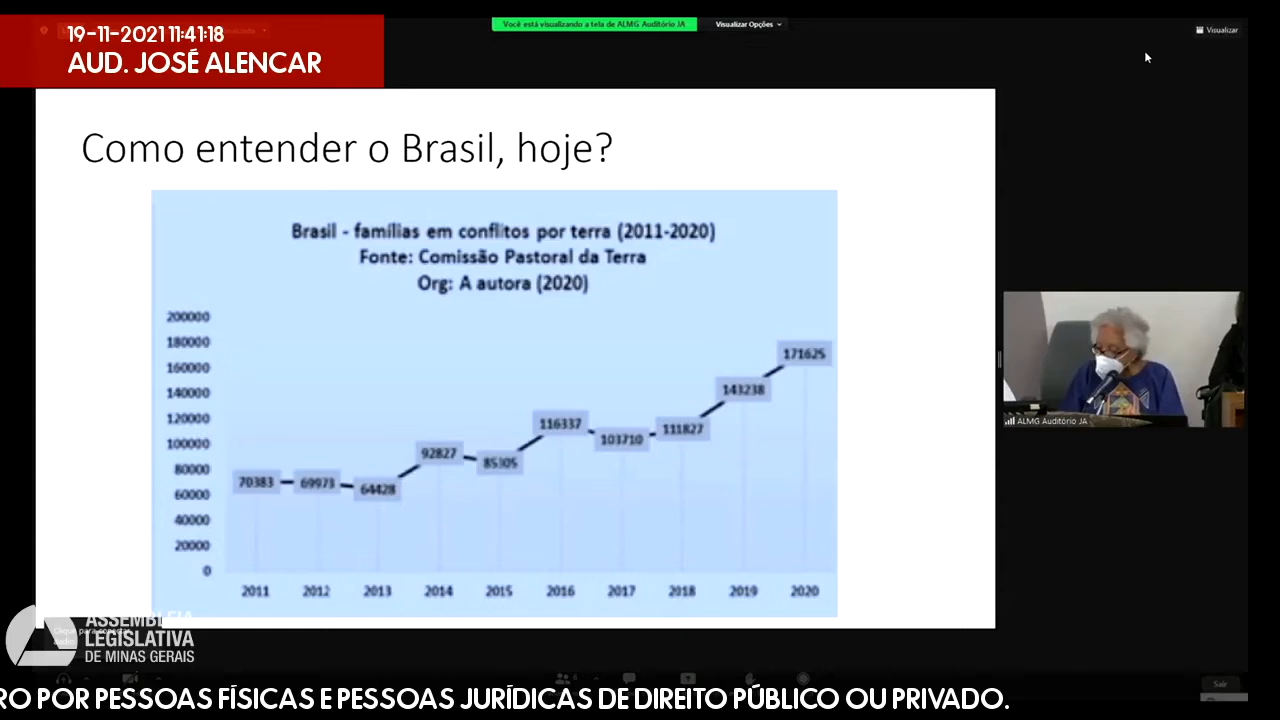 19-11-2021 11:41:18
AUD. JOSÉ ALENCAR
Você está visualizando a tela de ALMG Auditório JA
Visualizar Opções
Visualizar
Como entender o Brasil, hoje?
Brasil - famílias em conflitos por terra (2011-2020)
Fonte: Comissão Pastoral da Terra
Org: A autora (2020)
200000
180000
160000
140000
120000
100000
80000
60000
40000
20000
0
70383
69973
64428
92827
85305
116337
103710
111827
143238
171625
2011 2012 2013 2014 2015 2016 2017 2018 2019 2020
ALMG Auditório JA
ASSEMBLEIA
LEGISLATIVA
DE MINAS GERAIS
Sair
RO POR PESSOAS FÍSICAS E PESSOAS JURÍDICAS DE DIREITO PÚBLICO OU PRIVADO.